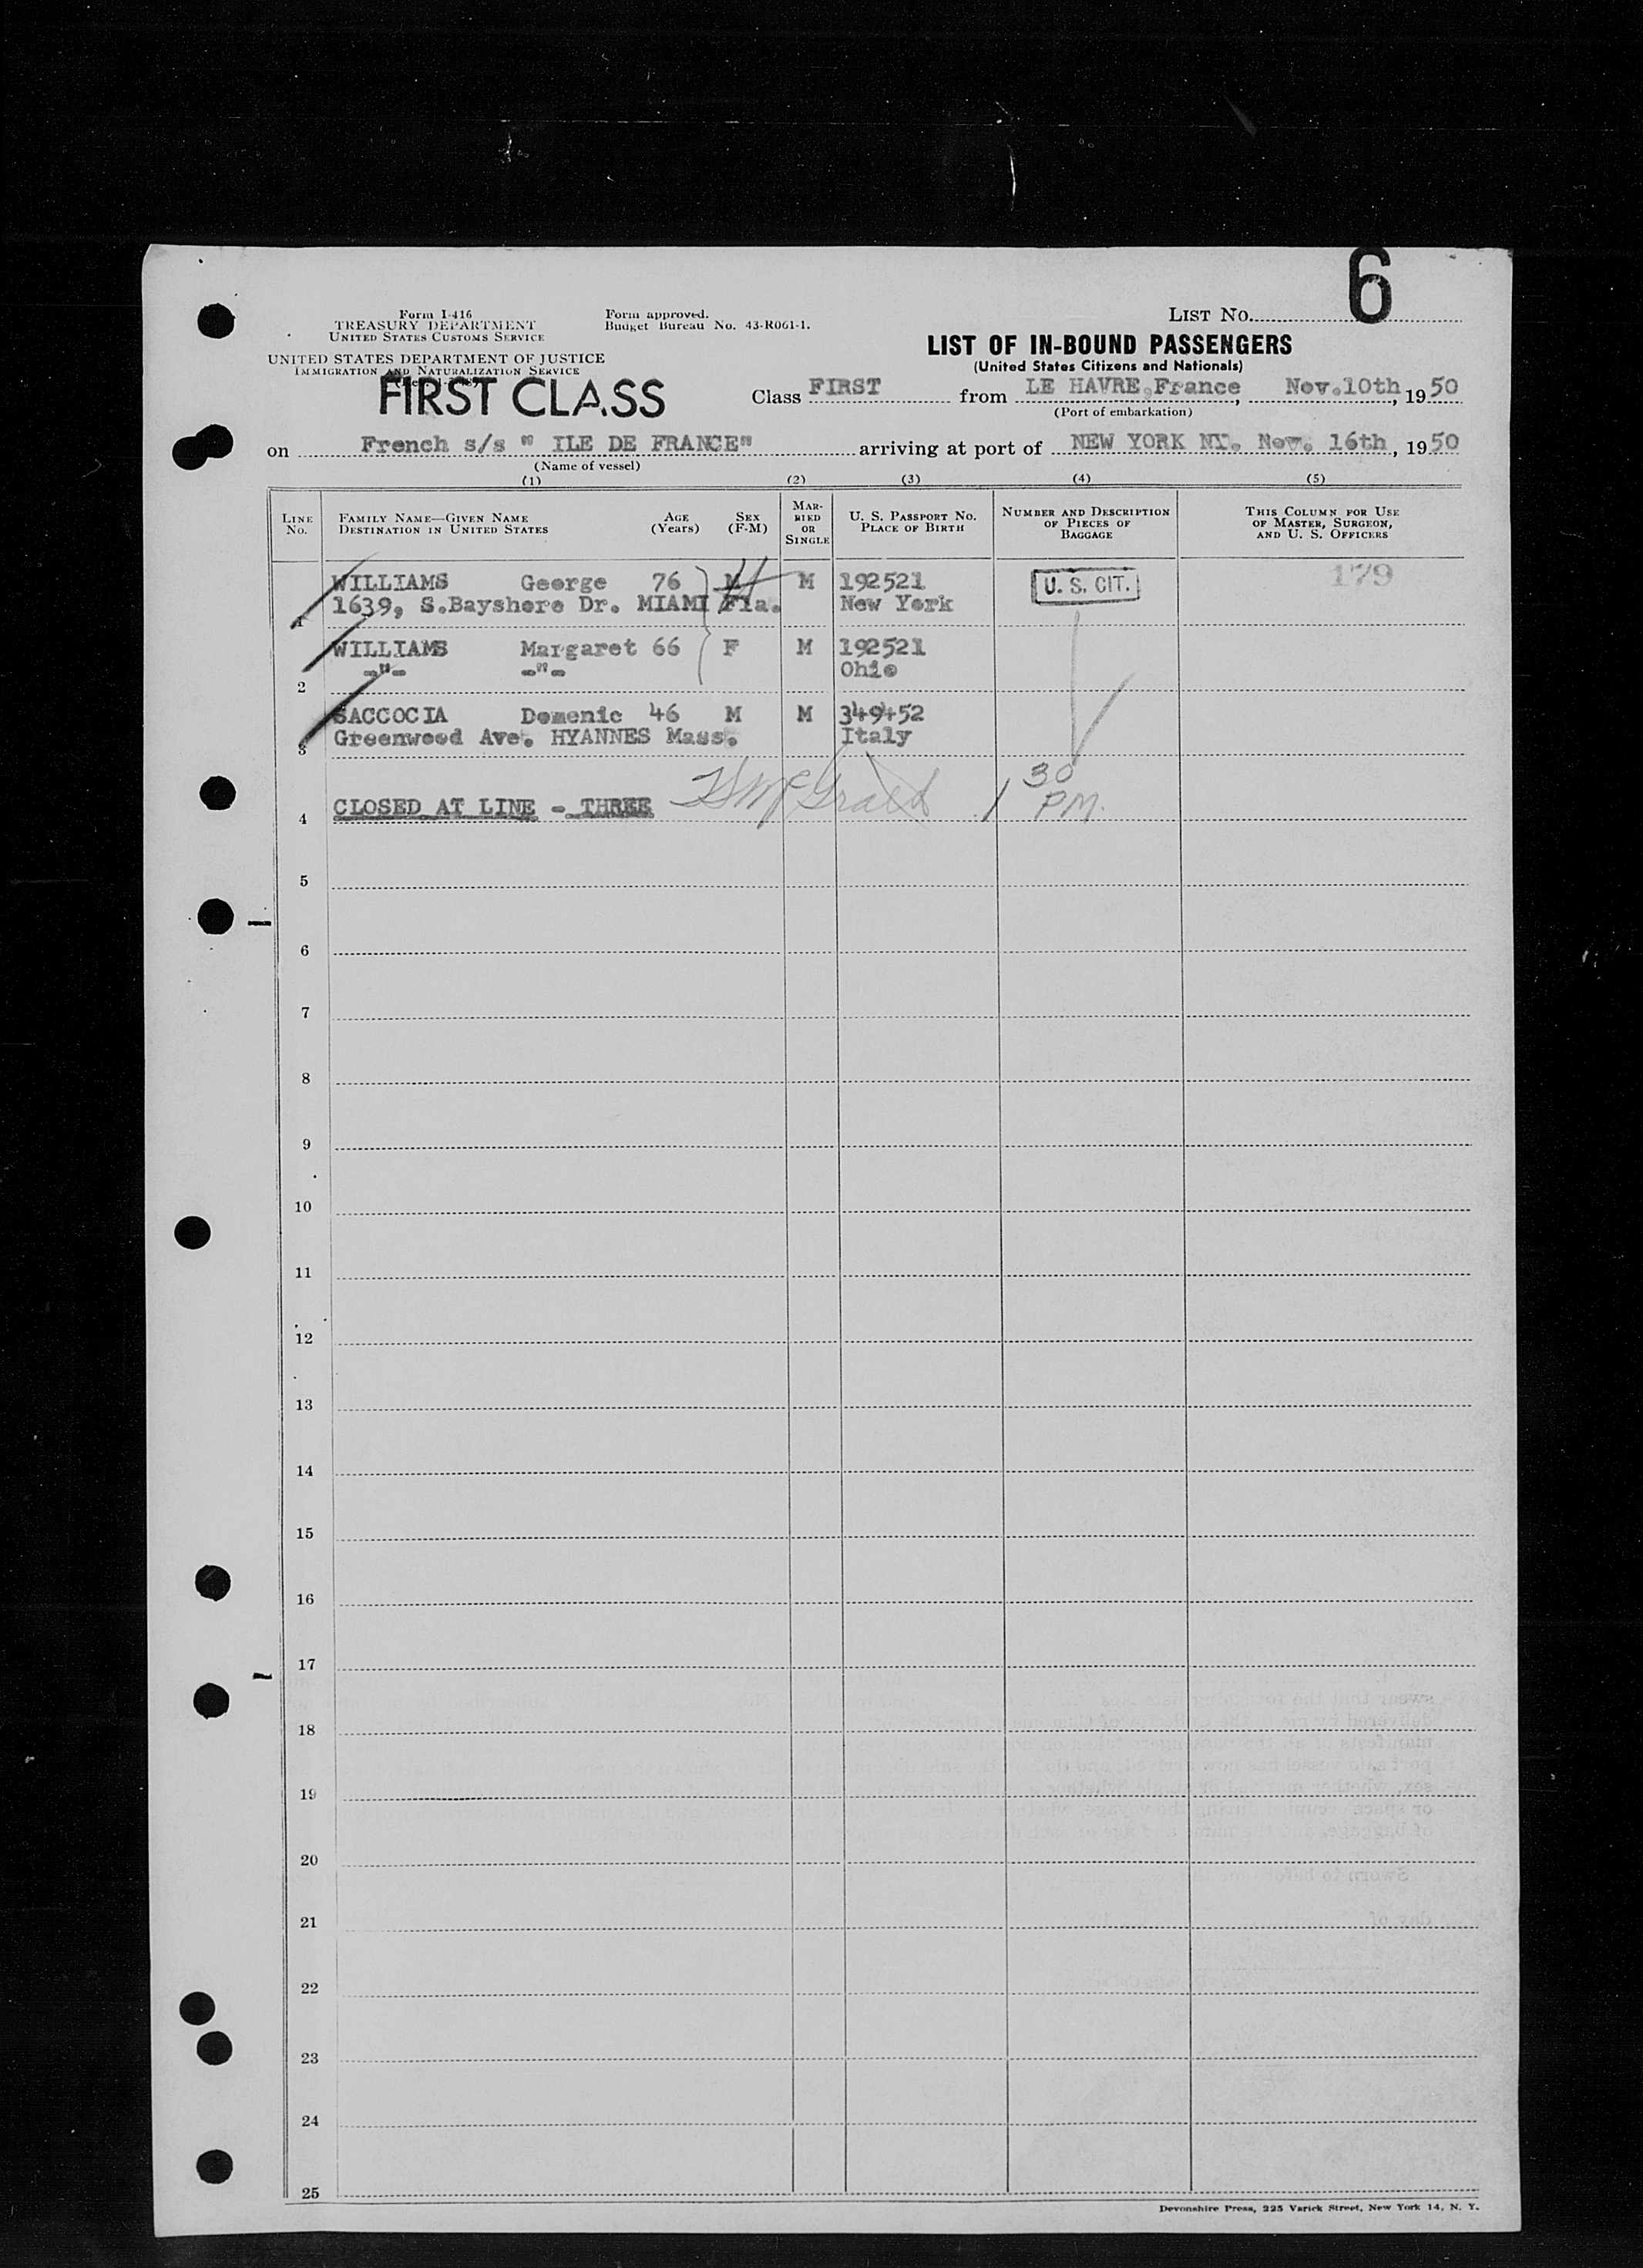 6
Form I-416
TREASURY DEPARTMENT
UNITED STATES CUSTOMS SERVICE
Form approved.
Budget Bureau No. 43-R061-1.
LIST NO.
UNITED STATES DEPARTMENT OF JUSTICE
IMMIGRATION AND NATURALIZATION SERVICE
LIST OF IN-BOUND PASSENGERS
(United States Citizens and Nationals)
FIRST CLASS
Class FIRST from LE HAVRE,France, Nov.10th, 1950
(Port of embarkation)
on French s/s " ILE DE FRANCE" arriving at port of NEW YORK NY. Nov. 16th, 1950
(Name of vessel)
(1) (2) (3) (4) (5)
LINE NO. FAMILY NAME—GIVEN NAME DESTINATION IN UNITED STATES AGE (Years) SEX (F-M) MARRIED OR SINGLE U. S. PASSPORT NO. PLACE OF BIRTH NUMBER AND DESCRIPTION OF PIECES OF BAGGAGE THIS COLUMN FOR USE OF MASTER, SURGEON, AND U. S. OFFICERS
WILLIAMS George 76 M M 192521 U. S. CIT. 179
1 1639, S.Bayshore Dr. MIAMI Fla. New York
WILLIAMS Margaret 66 F M 192521
2 -"- -"- Ohio
SACCOCIA Domenic 46 M M 349452
3 Greenwood Ave. HYANNES Mass. Italy
4 CLOSED AT LINE - THREE 1 30 PM.
5
6
7
8
9
10
11
12
13
14
15
16
17
18
19
20
21
22
23
24
25
Devonshire Press, 225 Varick Street, New York 14, N. Y.